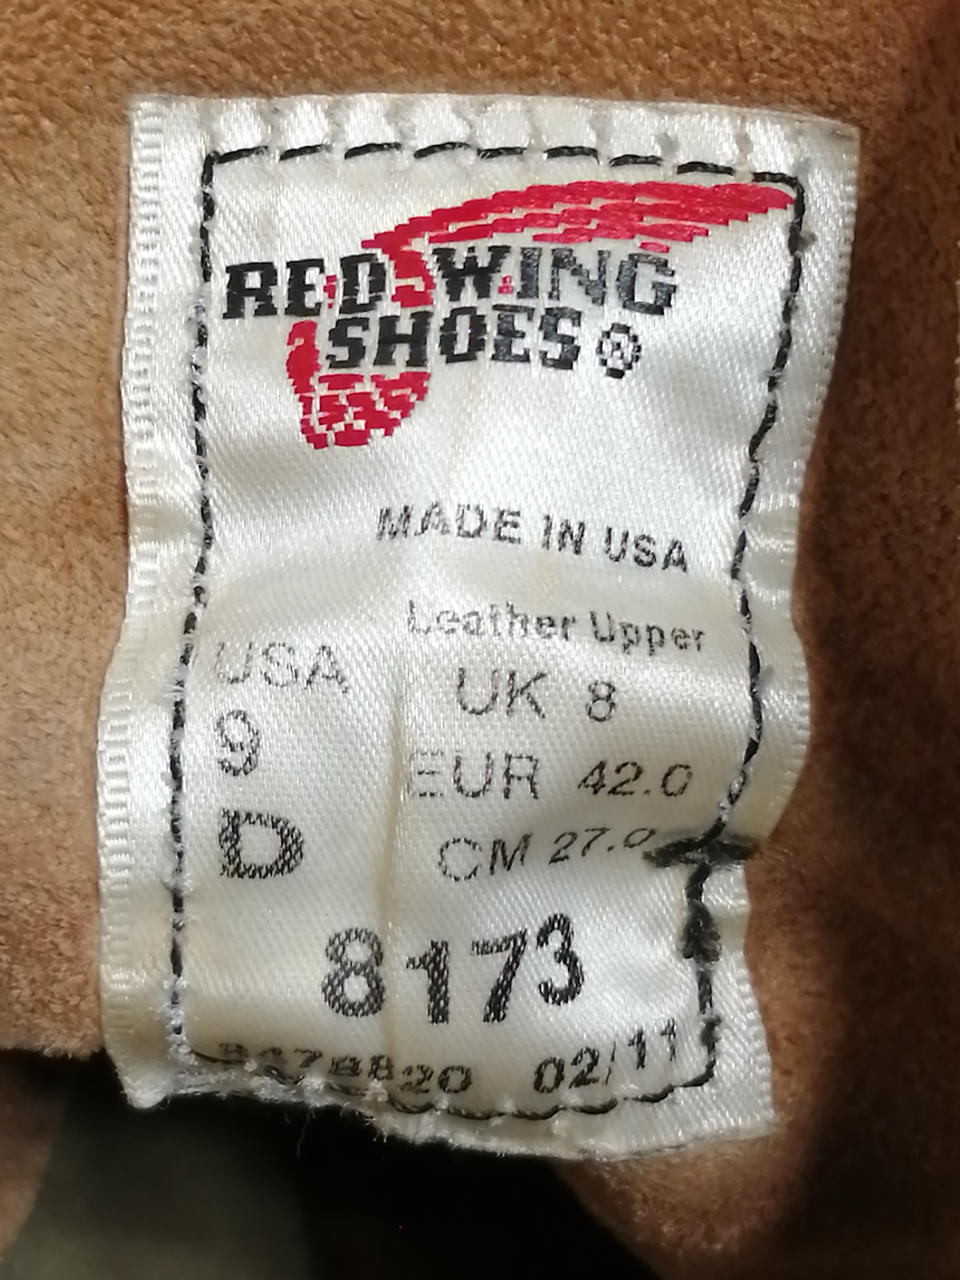 RED WING
SHOES®
MADE IN USA
Leather Upper
USA
9
D
UK 8
EUR 42.0
CM 27.0
8173
02/11